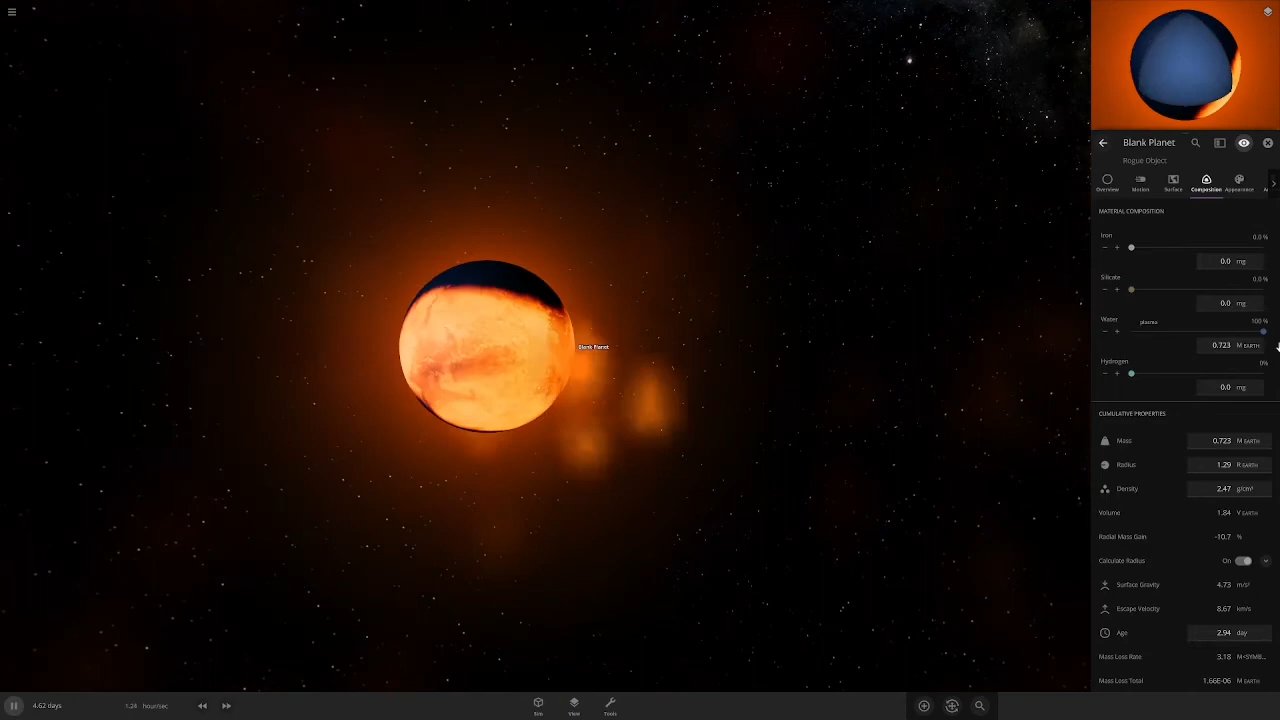 Blank Planet
Rogue Object
Overview Motion Surface Composition Appearance
MATERIAL COMPOSITION
Iron 0.0 %
0.0 mg
Silicate 0.0 %
0.0 mg
Water plasma 100 %
0.723 M EARTH
Hydrogen 0%
0.0 mg
CUMULATIVE PROPERTIES
Mass 0.723 M EARTH
Radius 1.29 R EARTH
Density 2.47 g/cm³
Volume 1.84 V EARTH
Radial Mass Gain -10.7 %
Calculate Radius On
Surface Gravity 4.73 m/s²
Escape Velocity 8.67 km/s
Age 2.94 day
Mass Loss Rate 3.18 M<SYMB...
Mass Loss Total 1.66E-06 M EARTH
Blank Planet
4.62 days 1.24 hour/sec
Sim View Tools